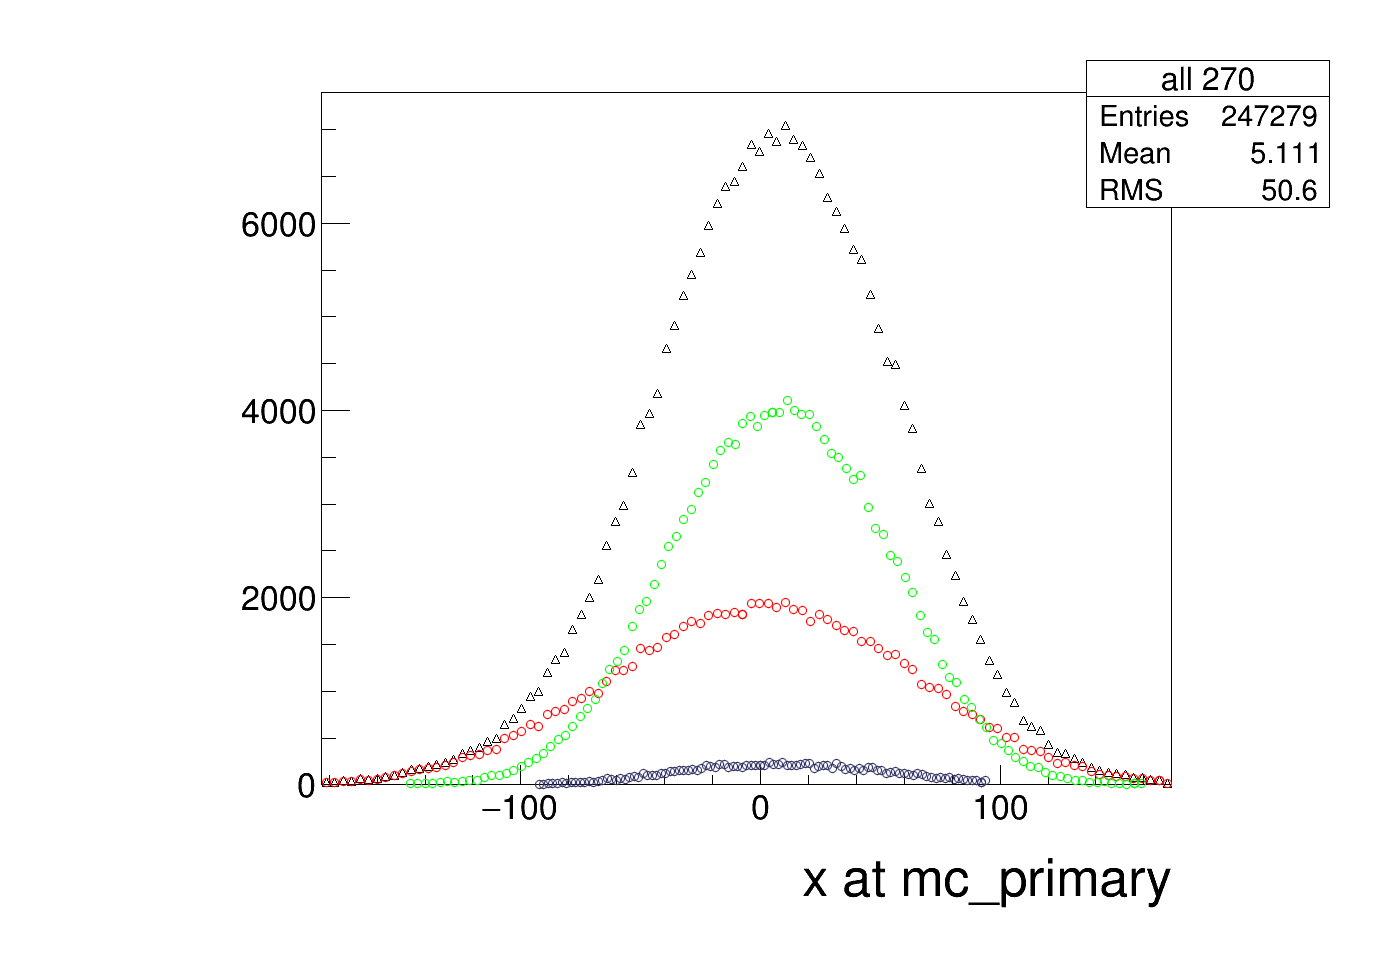 all 270
Entries 247279
Mean 5.111
RMS 50.6
6000
4000
2000
0
−100 0 100
x at mc_primary